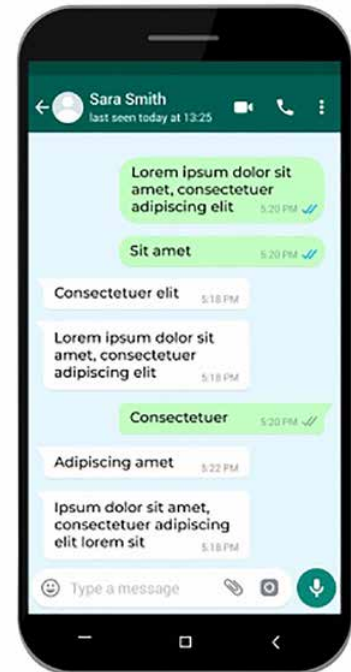 Sara Smith
last seen today at 13:25
Lorem ipsum dolor sit
amet, consectetuer
adipiscing elit 5:20 PM
Sit amet 5:20 PM
Consectetuer elit 5:18 PM
Lorem ipsum dolor sit
amet, consectetuer
adipiscing elit 5:18 PM
Consectetuer 5:20 PM
Adipiscing amet 5:22 PM
Ipsum dolor sit amet,
consectetuer adipiscing
elit lorem sit 5:18 PM
Type a message